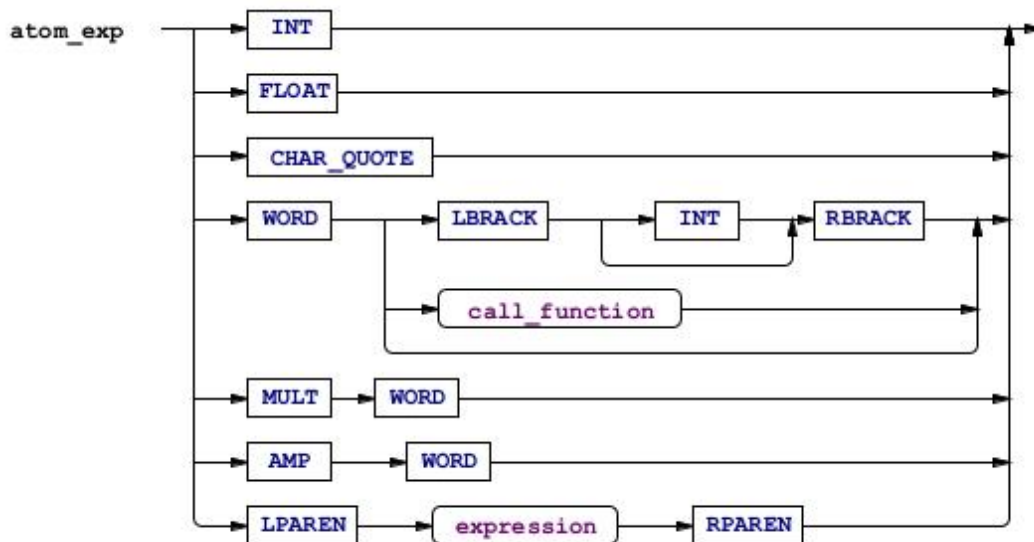 atom_exp INT
FLOAT
CHAR_QUOTE
WORD LBRACK INT RBRACK
call_function
MULT WORD
AMP WORD
LPAREN expression RPAREN